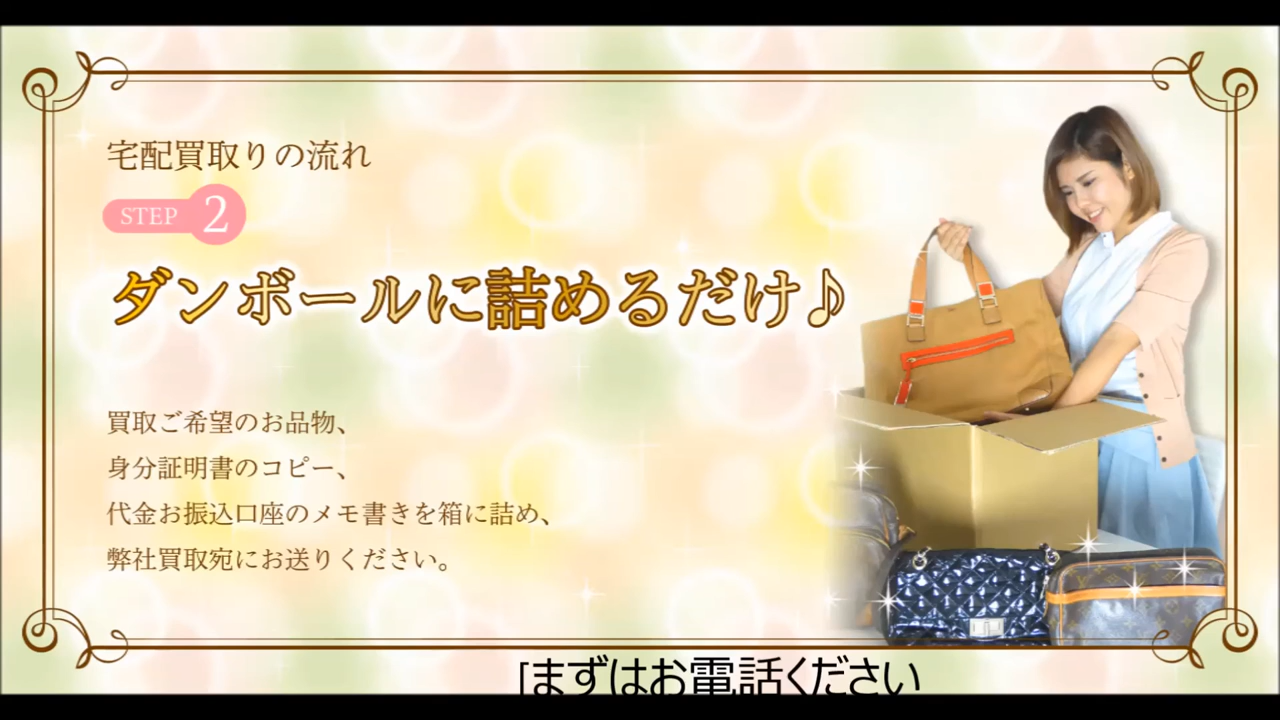 宅配買取りの流れ
STEP 2
ダンボールに詰めるだけ♪
買取ご希望のお品物、
身分証明書のコピー、
代金お振込口座のメモ書きを箱に詰め、
弊社買取宛にお送りください。
[まずはお電話ください